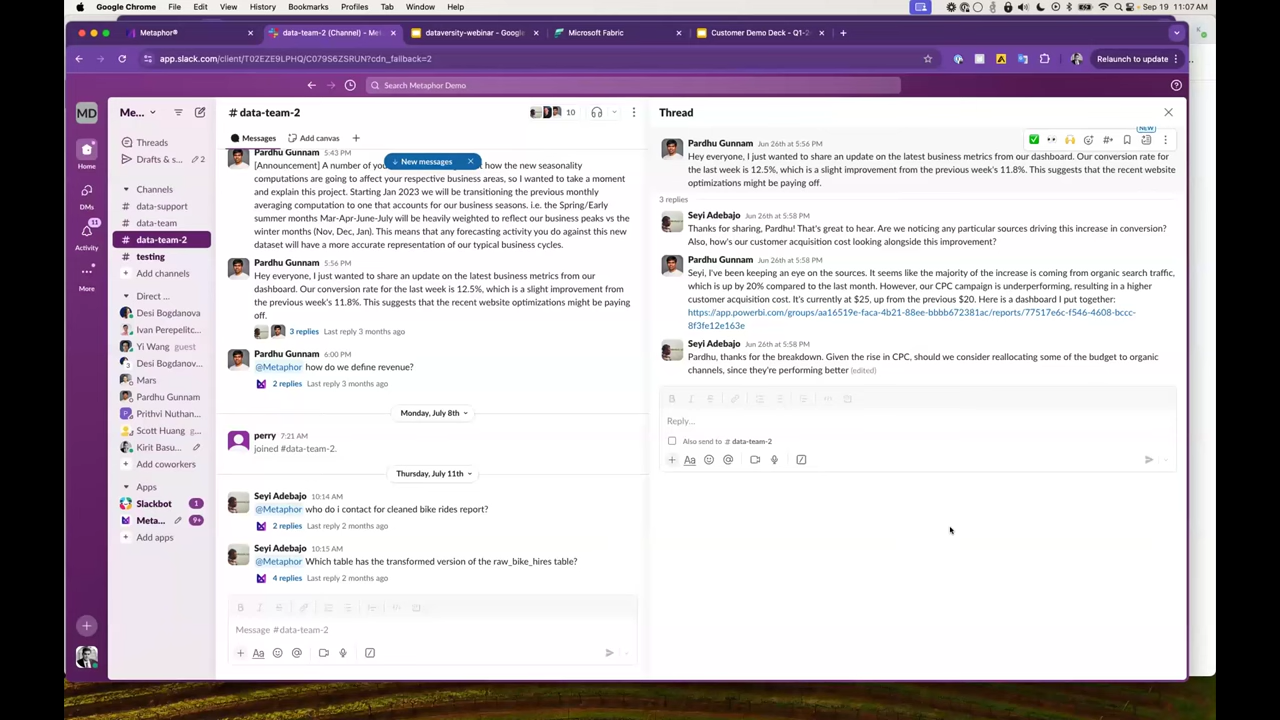 Google Chrome File Edit View History Bookmarks Profiles Tab Window Help
Sep 19 11:07 AM
Metaphor®
data-team-2 (Channel) - Me
dataversity-webinar - Google
Microsoft Fabric
Customer Demo Deck - Q1-2
app.slack.com/client/T02EZE9LPHQ/C079S6ZSRUN?cdn_fallback=2
Relaunch to update
Search Metaphor Demo
MD
Home
DMs
11
Activity
More
Me...
Threads
Drafts & s... 2
Channels
data-support
data-team
data-team-2
testing
Add channels
Direct ...
Desi Bogdanova
Ivan Perepelitc...
Yi Wang guest
3 Desi Bogdanov...
Mars
Pardhu Gunnam
Prithvi Nuthan...
Scott Huang g...
Kirit Basu...
Add coworkers
Apps
Slackbot 1
Meta... 9+
Add apps
# data-team-2
10
Messages
Add canvas
New messages
Pardhu Gunnam 5:43 PM
[Announcement] A number of you
how the new seasonality
computations are going to affect your respective business areas, so I wanted to take a moment
and explain this project. Starting Jan 2023 we will be transitioning the previous monthly
averaging computation to one that accounts for our business seasons. i.e. the Spring/Early
summer months Mar-Apr-June-July will be heavily weighted to reflect our business peaks vs the
winter months (Nov, Dec, Jan). This means that any forecasting activity you do against this new
dataset will have a more accurate representation of our typical business cycles.
Pardhu Gunnam 5:56 PM
Hey everyone, I just wanted to share an update on the latest business metrics from our
dashboard. Our conversion rate for the last week is 12.5%, which is a slight improvement from
the previous week's 11.8%. This suggests that the recent website optimizations might be paying
off.
3 replies Last reply 3 months ago
Pardhu Gunnam 6:00 PM
@Metaphor how do we define revenue?
2 replies Last reply 3 months ago
Monday, July 8th
perry 7:21 AM
joined #data-team-2.
Thursday, July 11th
Seyi Adebajo 10:14 AM
@Metaphor who do i contact for cleaned bike rides report?
2 replies Last reply 2 months ago
Seyi Adebajo 10:15 AM
@Metaphor Which table has the transformed version of the raw_bike_hires table?
4 replies Last reply 2 months ago
Message #data-team-2
Thread
NEW
Pardhu Gunnam Jun 26th at 5:56 PM
Hey everyone, I just want to share an update on the latest business metrics from our dashboard. Our conversion rate
for the last week is 12.5%, which is a slight improvement from the previous week's 11.8%. This suggests that the recent website
optimizations might be paying off.
3 replies
Seyi Adebajo Jun 26th at 5:58 PM
Thanks for sharing, Pardhu! That's great to hear. Are we noticing any particular sources driving this increase in conversion?
Also, how's our customer acquisition cost looking alongside this improvement?
Pardhu Gunnam Jun 26th at 5:58 PM
Seyi, I've been keeping an eye on the sources. It seems like the majority of the increase is coming from organic search traffic,
which is up by 20% compared to the last month. However, our CPC campaign is underperforming, resulting in a higher
customer acquisition cost. It's currently at $25, up from the previous $20. Here is a dashboard I put together:
https://app.powerbi.com/groups/aa16519e-faca-4b21-88ee-bbbb672381ac/reports/77517e6c-f546-4608-bccc-
8f3fe12e163e
Seyi Adebajo Jun 26th at 5:58 PM
Pardhu, thanks for the breakdown. Given the rise in CPC, should we consider reallocating some of the budget to organic
channels, since they're performing better (edited)
Reply...
Also send to data-team-2